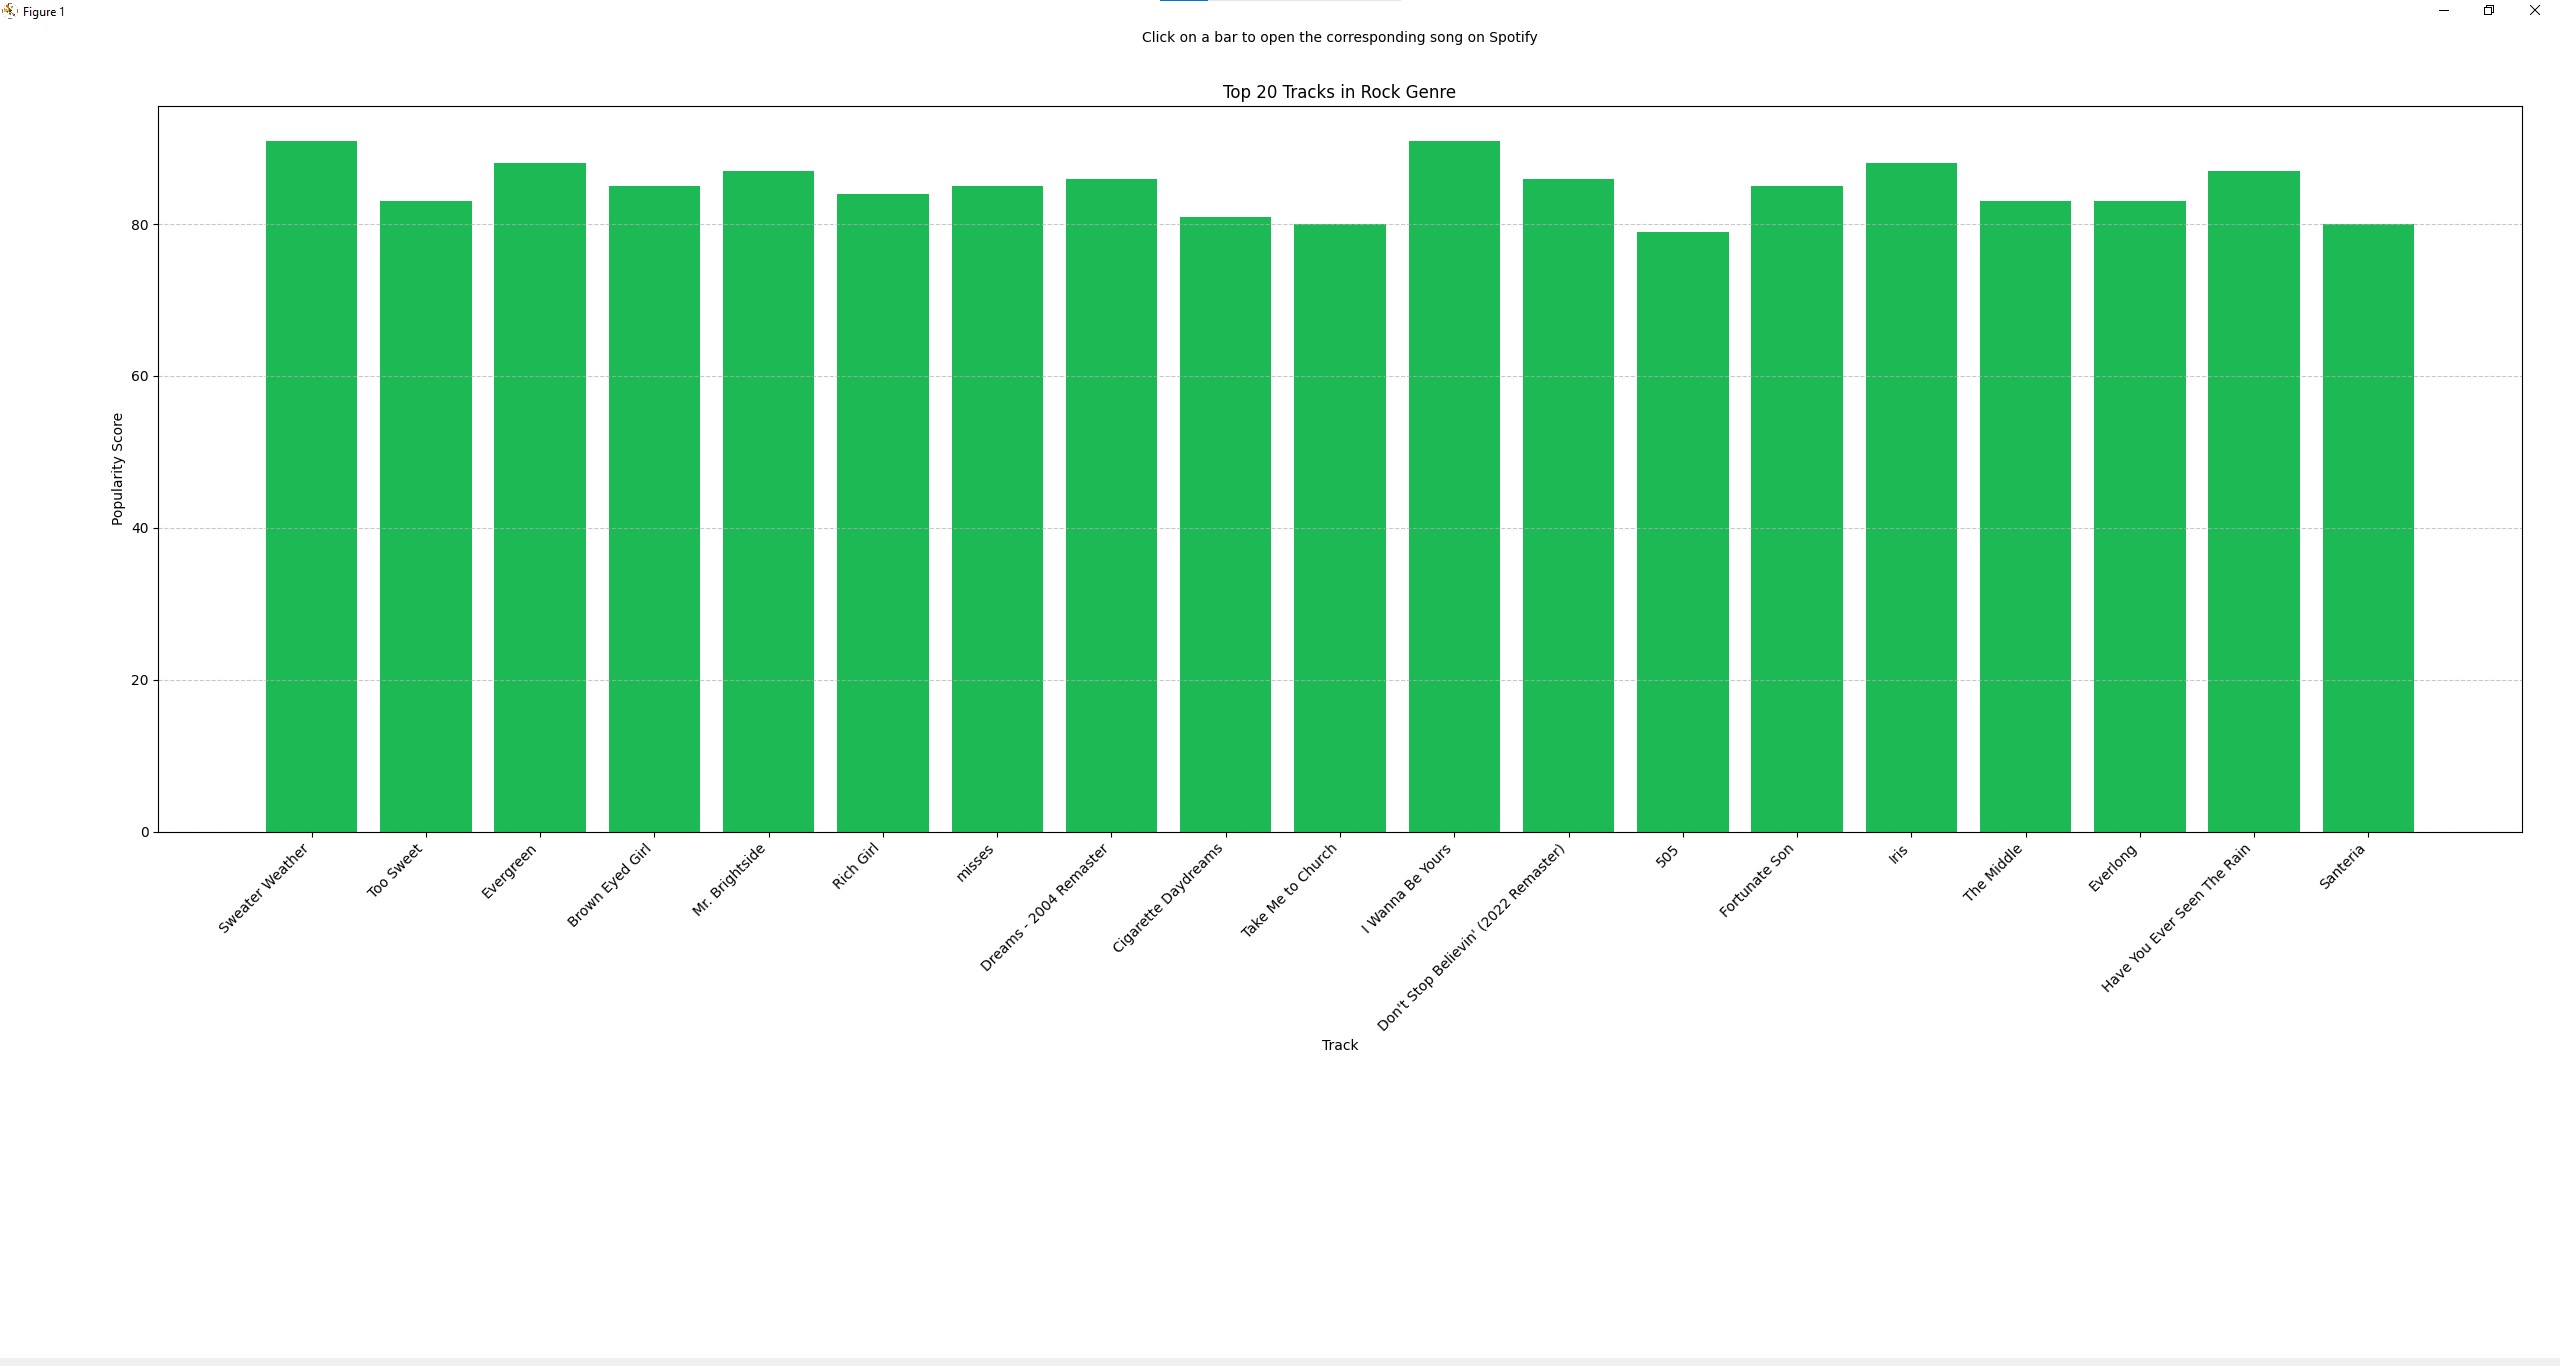 Figure 1
Click on a bar to open the corresponding song on Spotify
Top 20 Tracks in Rock Genre
Popularity Score
80
60
40
20
0
Sweater Weather
Too Sweet
Evergreen
Brown Eyed Girl
Mr. Brightside
Rich Girl
misses
Dreams - 2004 Remaster
Cigarette Daydreams
Take Me to Church
I Wanna Be Yours
Don't Stop Believin' (2022 Remaster)
505
Fortunate Son
Iris
The Middle
Everlong
Have You Ever Seen The Rain
Santeria
Track